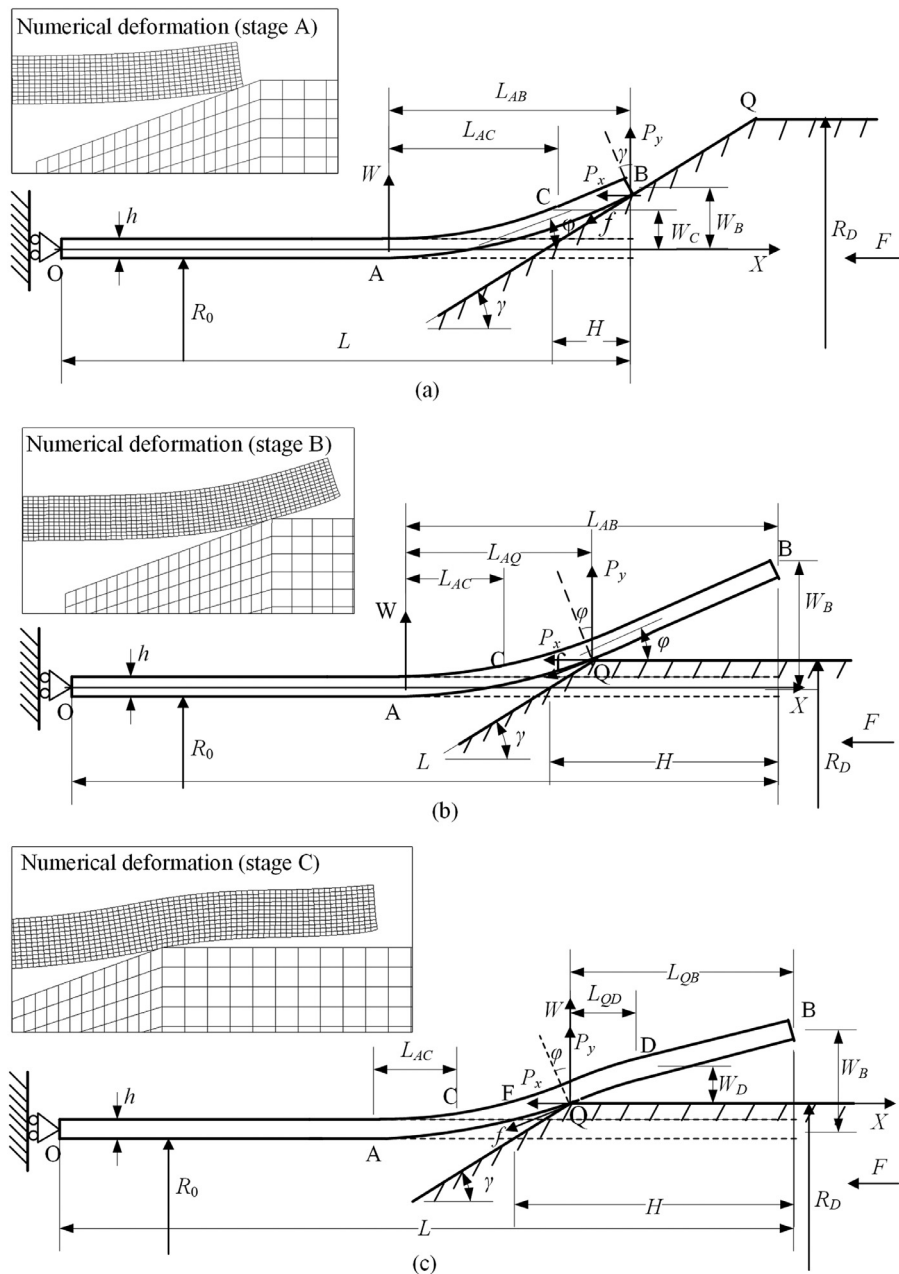 Numerical deformation (stage A)
L_AB
Q
L_AC
P_y
γ
W
P_x
B
C
h
φ
f
W_C
W_B
R_D
F
O
A
X
R_0
γ
L
H
(a)
Numerical deformation (stage B)
L_AB
B
L_AQ
P_y
L_AC
W
φ
W_B
h
P_x
φ
C
f
Q
O
A
X
R_0
γ
F
L
H
R_D
(b)
Numerical deformation (stage C)
L_QB
L_QD
W
B
P_y
L_AC
φ
D
W_B
h
C
F
P_x
W_D
Q
X
O
A
f
R_0
γ
F
H
R_D
L
(c)